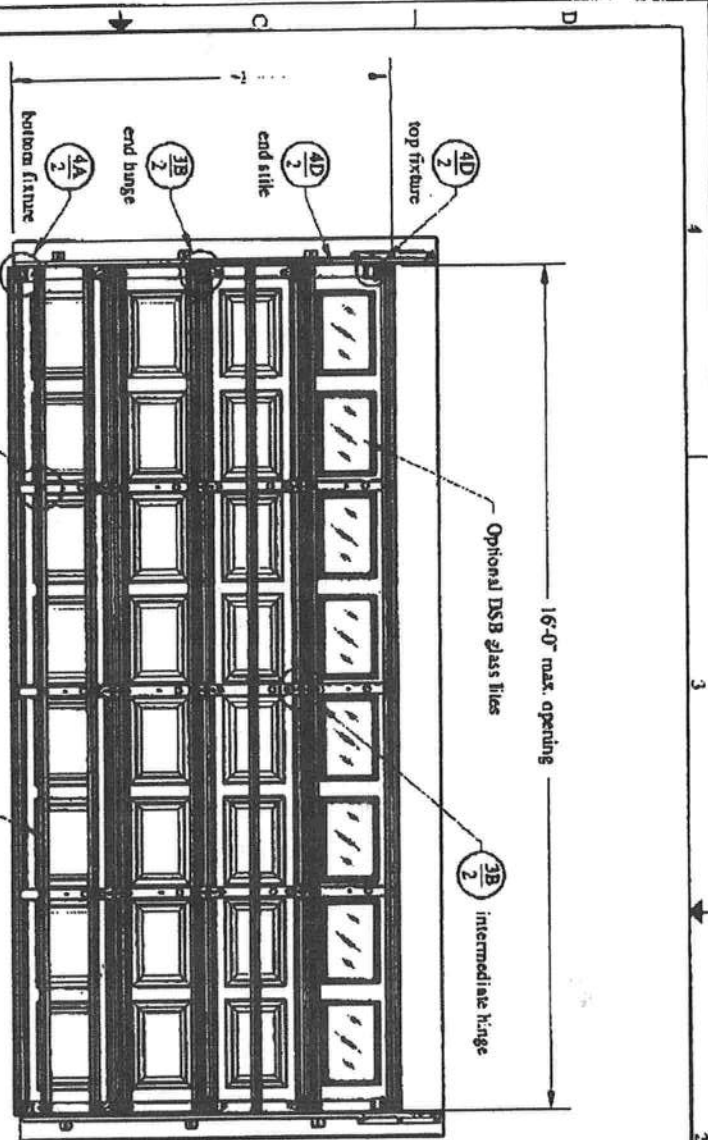 D
C
4
3
2
4D
2
top fixture
4D
2
end stile
3B
2
end hinge
4A
2
bottom fixture
16'-0" max. opening
Optional DSB glass lites
3B
2
intermediate hinge